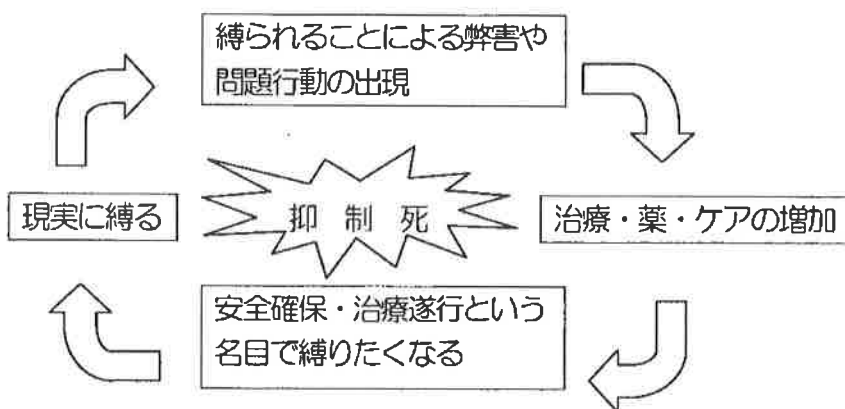 縛られることによる弊害や
問題行動の出現
現実に縛る
抑制死
治療・薬・ケアの増加
安全確保・治療遂行という
名目で縛りたくなる